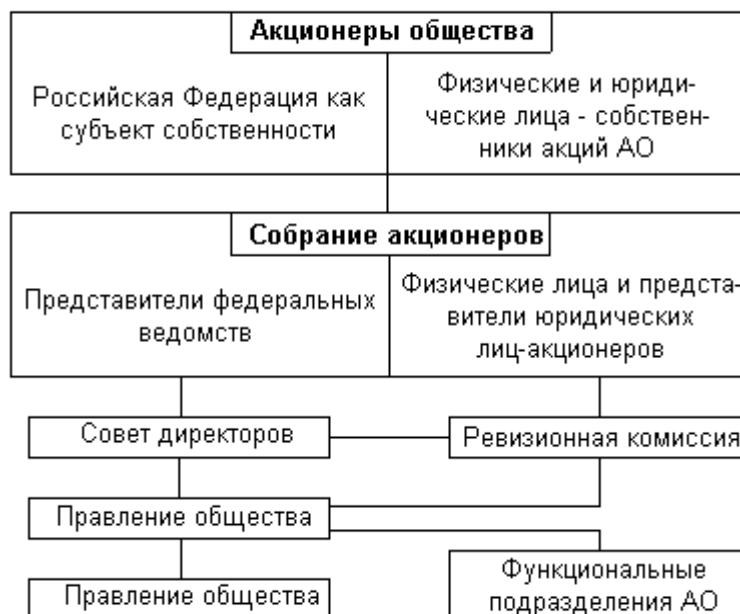 Акционеры общества
Российская Федерация как
субъект собственности
Физические и юриди-
ческие лица - собствен-
ники акций АО
Собрание акционеров
Представители федеральных
ведомств
Физические лица и предста-
вители юридических
лиц-акционеров
Совет директоров
Ревизионная комиссия
Правление общества
Правление общества
Функциональные
подразделения АО